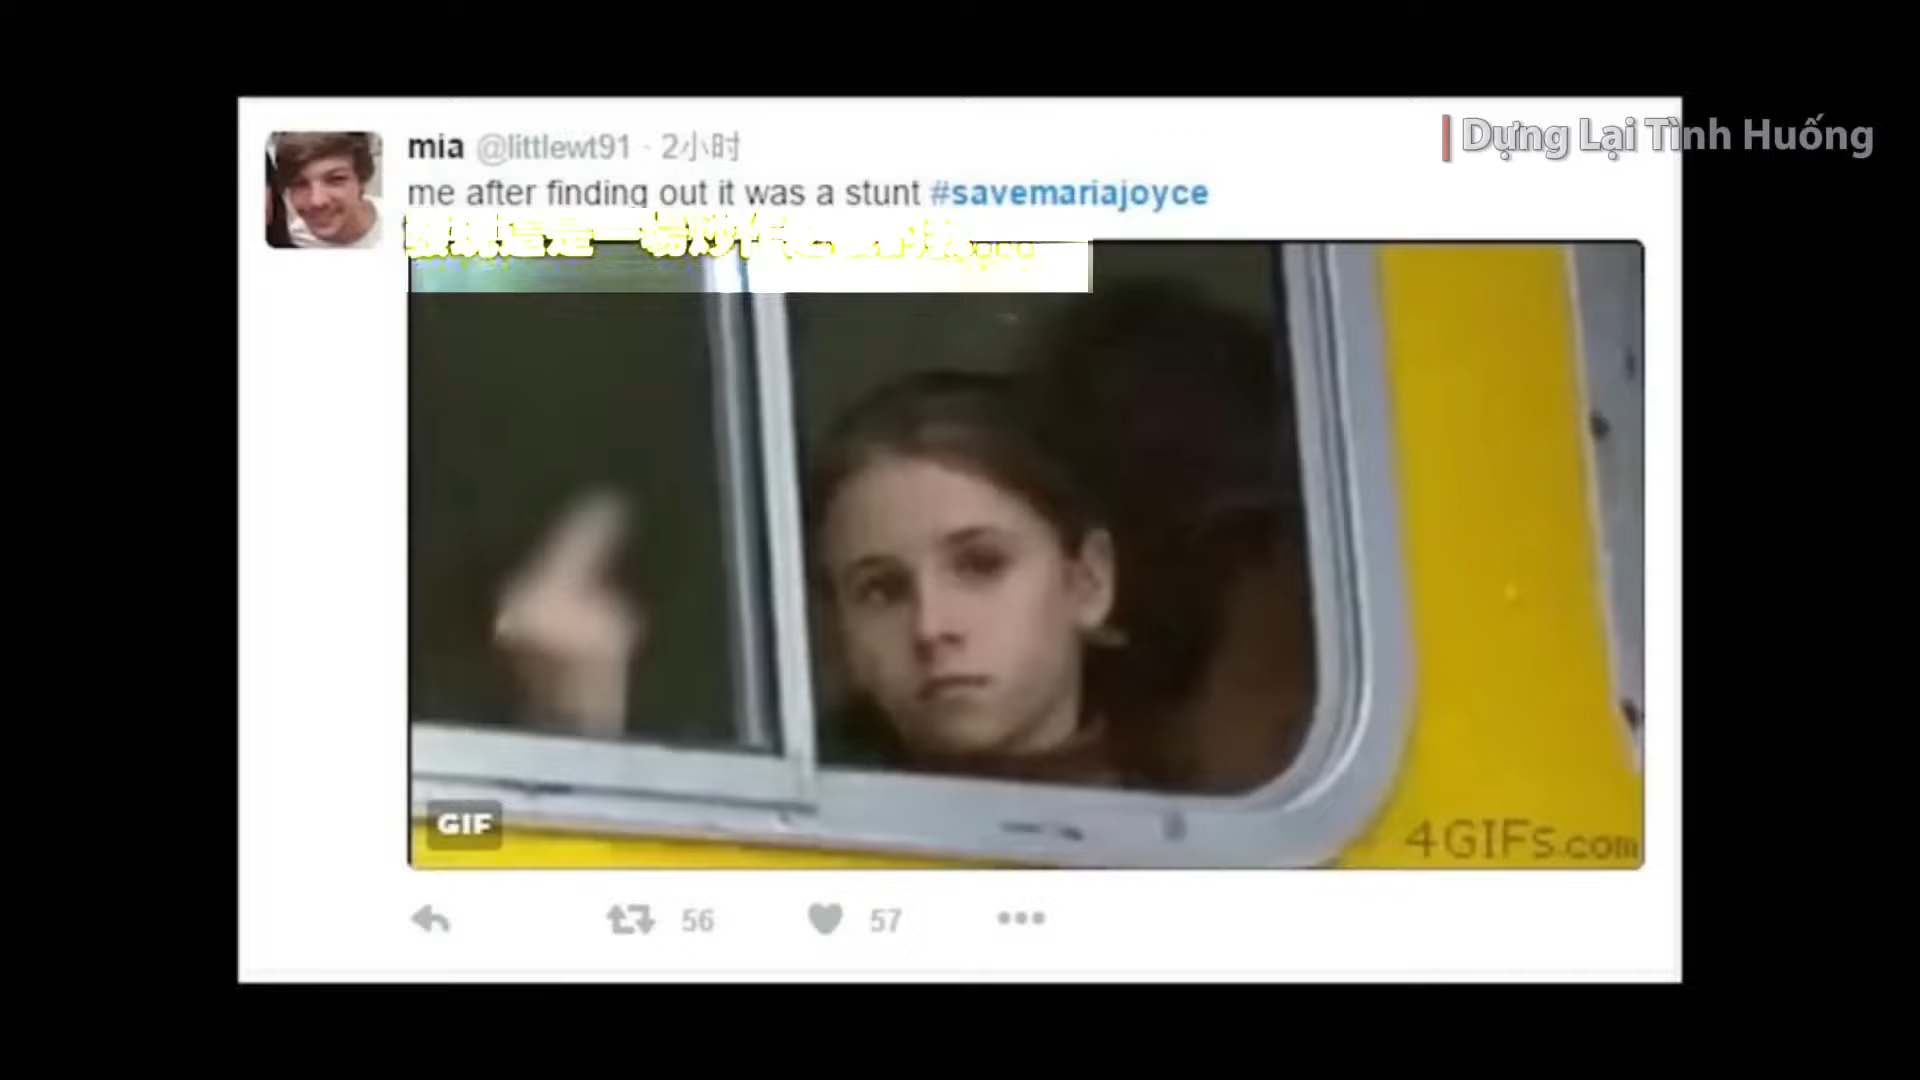 mia @littlewt91 · 2小时
me after finding out it was a stunt #savemariajoyce
Dựng Lại Tình Huống
GIF
4GIFs.com
56
57